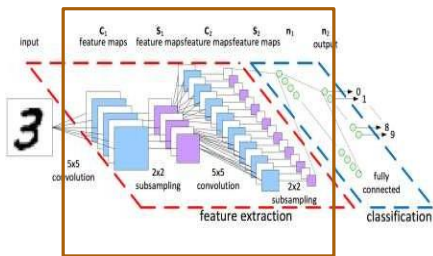 C₁ S₁ C₂ S₂ n₁ n₂
input feature maps feature maps feature maps feature maps output
0
1
3
8
9
5x5
convolution
2x2
subsampling
5x5
convolution
2x2
subsampling
fully
connected
feature extraction
classification